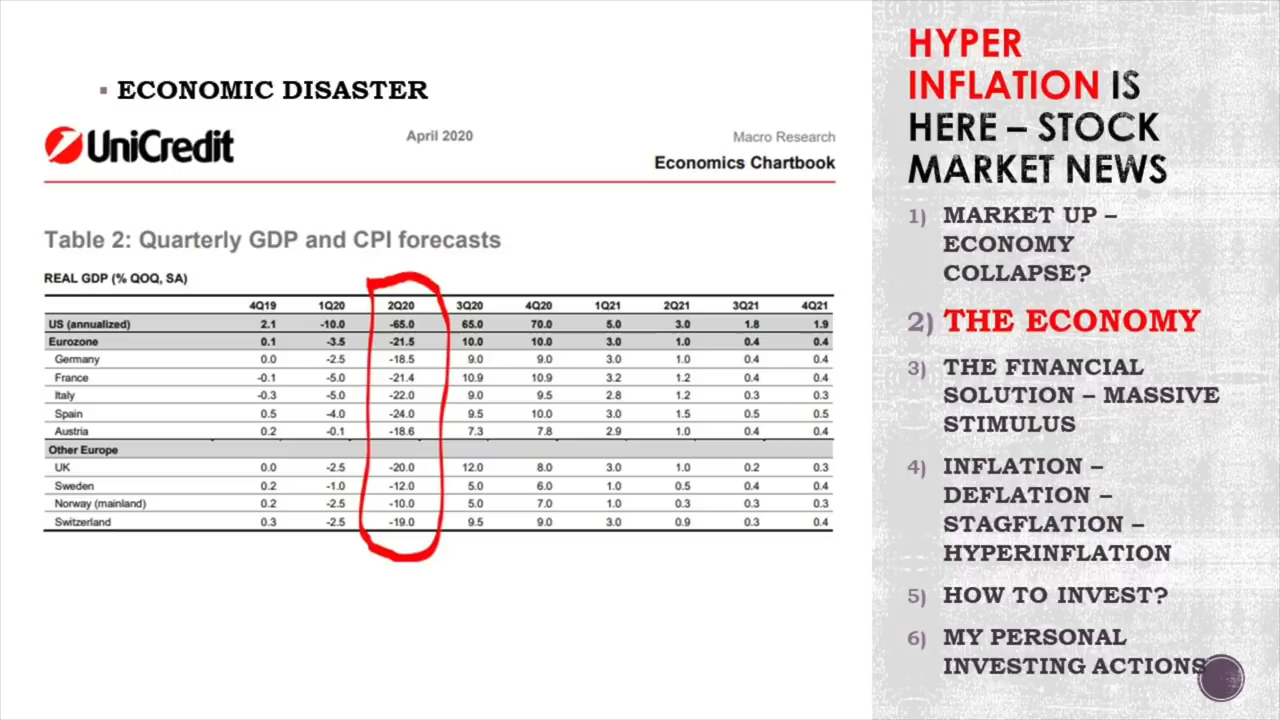 ▪ ECONOMIC DISASTER
UniCredit
April 2020
Macro Research
Economics Chartbook
Table 2: Quarterly GDP and CPI forecasts
REAL GDP (% QOQ, SA)
4Q19 1Q20 2Q20 3Q20 4Q20 1Q21 2Q21 3Q21 4Q21
US (annualized) 2.1 -10.0 -65.0 65.0 70.0 5.0 3.0 1.8 1.9
Eurozone 0.1 -3.5 -21.5 10.0 10.0 3.0 1.0 0.4 0.4
Germany 0.0 -2.5 -18.5 9.0 9.0 3.0 1.0 0.4 0.4
France -0.1 -5.0 -21.4 10.9 10.9 3.2 1.2 0.4 0.4
Italy -0.3 -5.0 -22.0 9.0 9.5 2.8 1.2 0.3 0.3
Spain 0.5 -4.0 -24.0 9.5 10.0 3.0 1.5 0.5 0.5
Austria 0.2 -0.1 -18.6 7.3 7.8 2.9 1.0 0.4 0.4
Other Europe
UK 0.0 -2.5 -20.0 12.0 8.0 3.0 1.0 0.2 0.3
Sweden 0.2 -1.0 -12.0 5.0 6.0 1.0 0.5 0.4 0.4
Norway (mainland) 0.2 -2.5 -10.0 5.0 7.0 1.0 0.3 0.3 0.3
Switzerland 0.3 -2.5 -19.0 9.5 9.0 3.0 0.9 0.3 0.4
HYPER
INFLATION IS
HERE – STOCK
MARKET NEWS
1) MARKET UP –
ECONOMY
COLLAPSE?
2) THE ECONOMY
3) THE FINANCIAL
SOLUTION – MASSIVE
STIMULUS
4) INFLATION –
DEFLATION –
STAGFLATION –
HYPERINFLATION
5) HOW TO INVEST?
6) MY PERSONAL
INVESTING ACTIONS